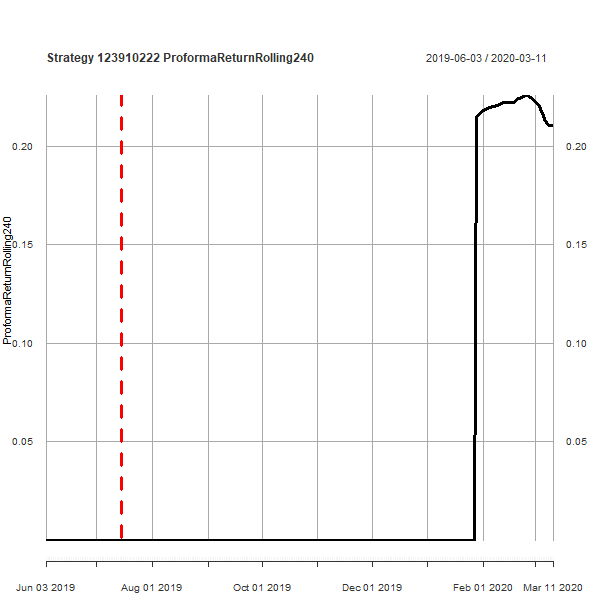 Strategy 123910222 ProformaReturnRolling240
2019-06-03 / 2020-03-11
ProformaReturnRolling240
0.20
0.15
0.10
0.05
0.20
0.15
0.10
0.05
Jun 03 2019
Aug 01 2019
Oct 01 2019
Dec 01 2019
Feb 01 2020
Mar 11 2020